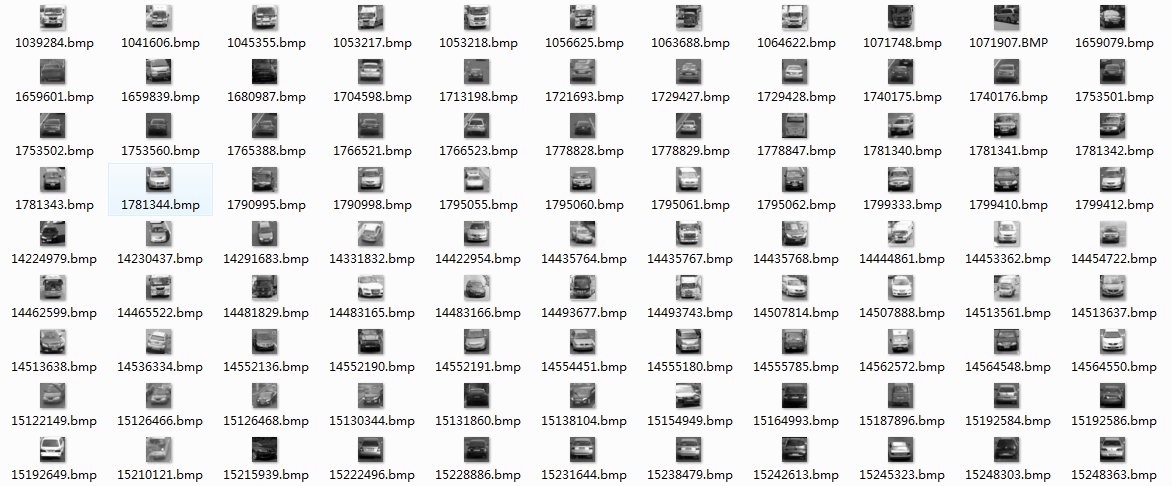 1039284.bmp 1041606.bmp 1045355.bmp 1053217.bmp 1053218.bmp 1056625.bmp 1063688.bmp 1064622.bmp 1071748.bmp 1071907.BMP 1659079.bmp
1659601.bmp 1659839.bmp 1680987.bmp 1704598.bmp 1713198.bmp 1721693.bmp 1729427.bmp 1729428.bmp 1740175.bmp 1740176.bmp 1753501.bmp
1753502.bmp 1753560.bmp 1765388.bmp 1766521.bmp 1766523.bmp 1778828.bmp 1778829.bmp 1778847.bmp 1781340.bmp 1781341.bmp 1781342.bmp
1781343.bmp 1781344.bmp 1790995.bmp 1790998.bmp 1795055.bmp 1795060.bmp 1795061.bmp 1795062.bmp 1799333.bmp 1799410.bmp 1799412.bmp
14224979.bmp 14230437.bmp 14291683.bmp 14331832.bmp 14422954.bmp 14435764.bmp 14435767.bmp 14435768.bmp 14444861.bmp 14453362.bmp 14454722.bmp
14462599.bmp 14465522.bmp 14481829.bmp 14483165.bmp 14483166.bmp 14493677.bmp 14493743.bmp 14507814.bmp 14507888.bmp 14513561.bmp 14513637.bmp
14513638.bmp 14536334.bmp 14552136.bmp 14552190.bmp 14552191.bmp 14554451.bmp 14555180.bmp 14555785.bmp 14562572.bmp 14564548.bmp 14564550.bmp
15122149.bmp 15126466.bmp 15126468.bmp 15130344.bmp 15131860.bmp 15138104.bmp 15154949.bmp 15164993.bmp 15187896.bmp 15192584.bmp 15192586.bmp
15192649.bmp 15210121.bmp 15215939.bmp 15222496.bmp 15228886.bmp 15231644.bmp 15238479.bmp 15242613.bmp 15245323.bmp 15248303.bmp 15248363.bmp